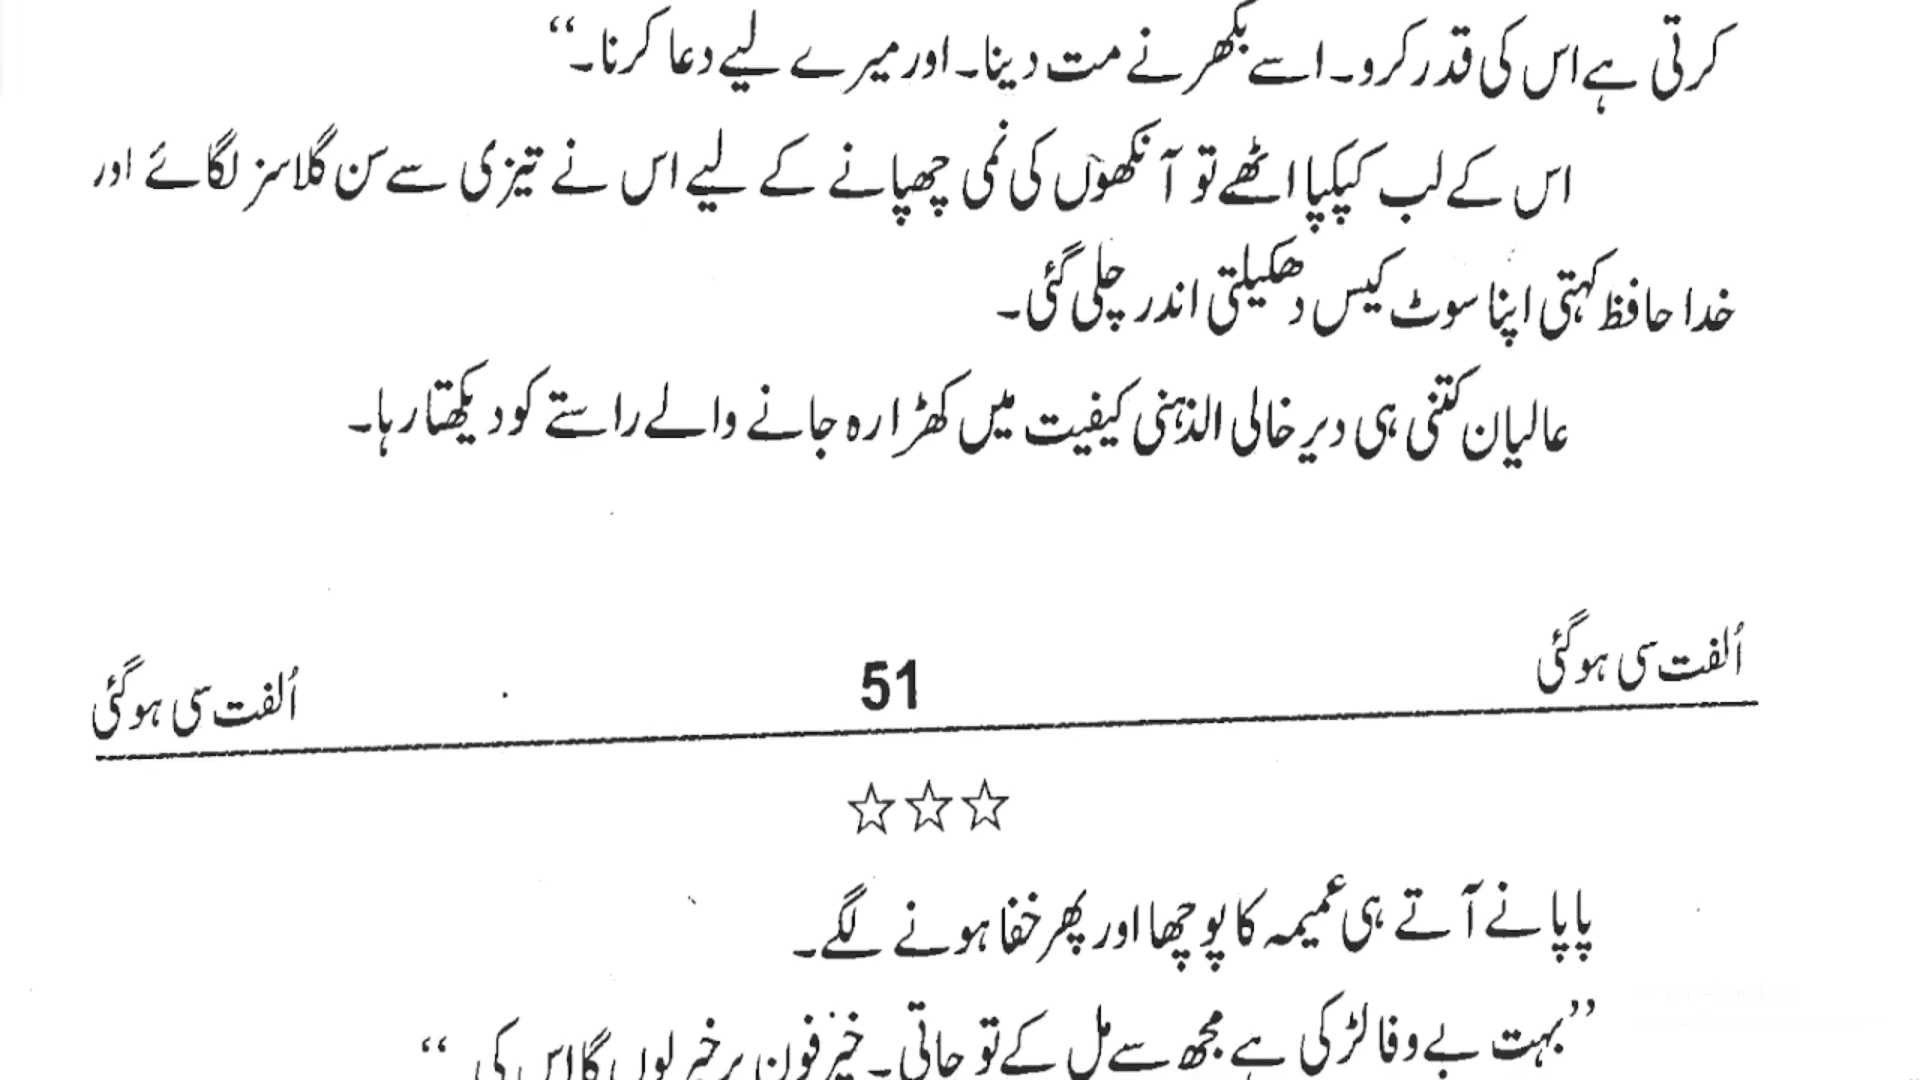 کرتی ہے اس کی قدر کرو۔ اسے بکھرنے مت دینا۔ اور میرے لیے دعا کرنا۔“
اس کے لب کپکپا اٹھے تو آنکھوں کی نمی چھپانے کے لیے اس نے تیزی سے سن گلاسز لگائے اور
خدا حافظ کہتی اپنا سوٹ کیس دھکیلتی اندر چلی گئی۔
عالیان کتنی ہی دیر خالی الذہنی کیفیت میں کھڑا رہ جانے والے راستے کو دیکھتا رہا۔
اُلفت سی ہوگئی 51 اُلفت سی ہوگئی
☆☆☆
پاپا نے آتے ہی عمیمہ کا پوچھا اور پھر خفا ہونے لگے۔
”بہت بے وفا لڑکی ہے مجھ سے مل کے تو جاتی۔ خیر فون پر خبر لوں گا اس کی“